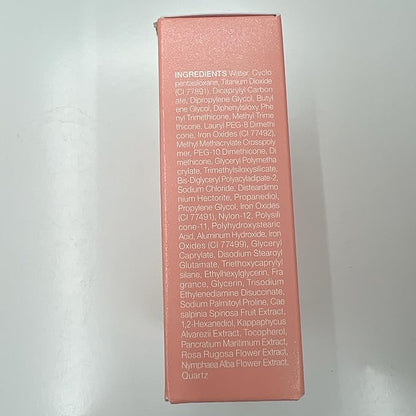 INGREDIENTS Water, Cyclo
pentasiloxane, Titanium Dioxide
(CI 77891), Dicaprylyl Carbon
ate, Dipropylene Glycol, Butyl
ene Glycol, Diphenylsiloxy Phe
nyl Trimethicone, Methyl Trime
thicone, Lauryl PEG-8 Dimethi
cone, Iron Oxides (CI 77492),
Methyl Methacrylate Crosspoly
mer, PEG-10 Dimethicone, Di
methicone, Glyceryl Polymetha
crylate, Trimethylsiloxysilicate,
Bis-Diglyceryl Polyacyladipate-2,
Sodium Chloride, Disteardimo
nium Hectorite, Propanediol,
Propylene Glycol, Iron Oxides
(CI 77491), Nylon-12, Polysili
cone-11, Polyhydroxystearic
Acid, Aluminum Hydroxide, Iron
Oxides (CI 77499), Glyceryl
Caprylate, Disodium Stearoyl
Glutamate, Triethoxycaprylyl
silane, Ethylhexylglycerin, Fra
grance, Glycerin, Trisodium
Ethylenediamine Disuccinate,
Sodium Palmitoyl Proline, Cae
salpinia Spinosa Fruit Extract,
1,2-Hexanediol, Kappaphycus
Alvarezii Extract, Tocopherol,
Pancratium Maritimum Extract,
Rosa Rugosa Flower Extract,
Nymphaea Alba Flower Extract,
Quartz